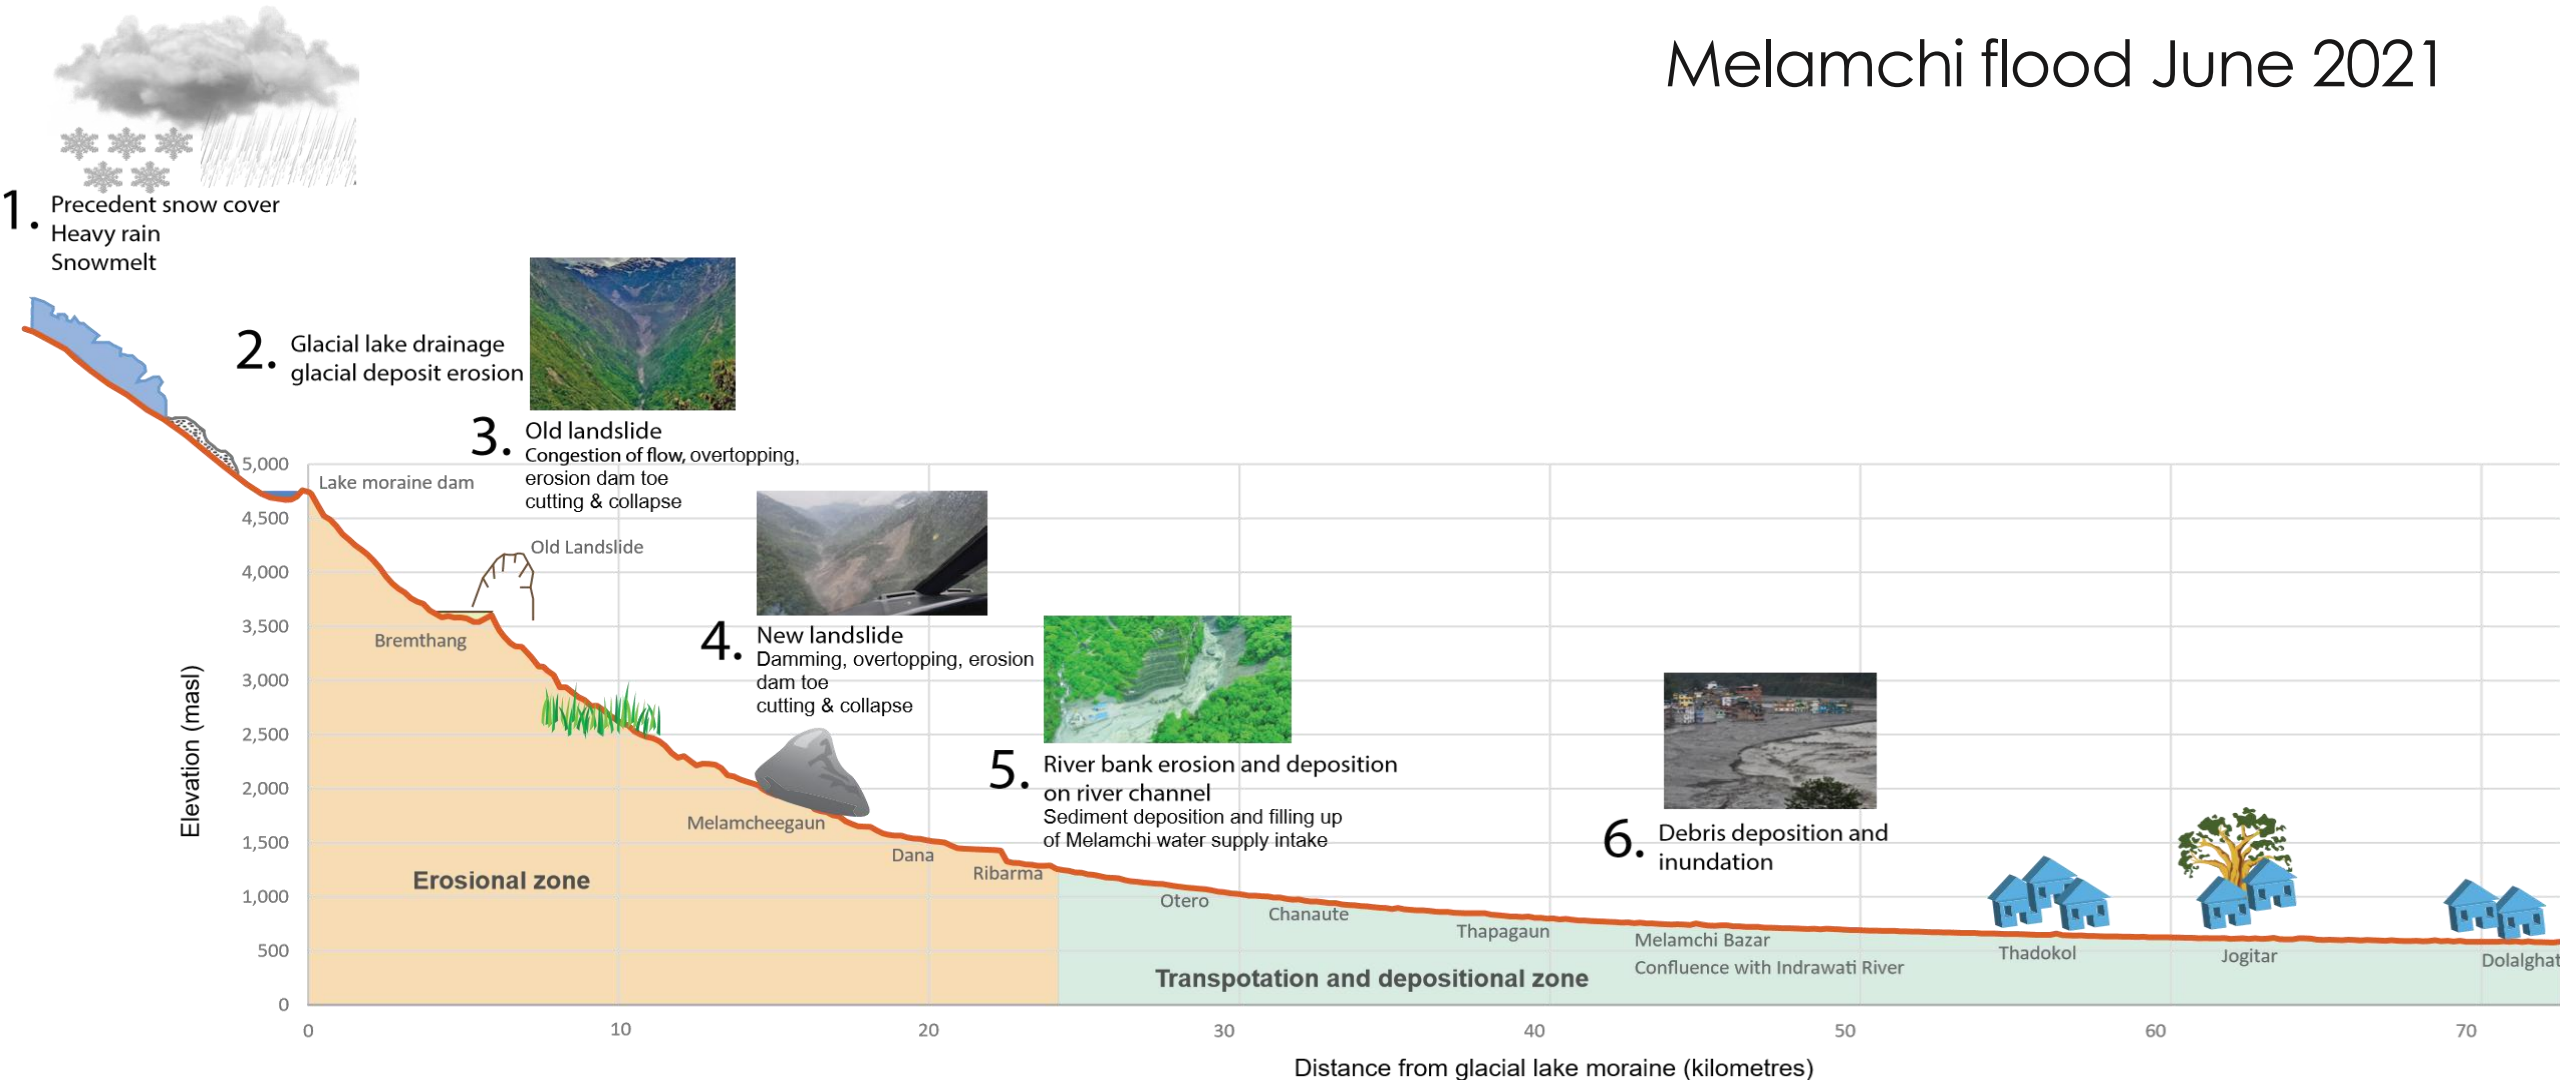 Melamchi flood June 2021
1. Precedent snow cover
Heavy rain
Snowmelt
2. Glacial lake drainage
glacial deposit erosion
3. Old landslide
Congestion of flow, overtopping,
erosion dam toe
cutting & collapse
4. New landslide
Damming, overtopping, erosion
dam toe
cutting & collapse
5. River bank erosion and deposition
on river channel
Sediment deposition and filling up
of Melamchi water supply intake
6. Debris deposition and
inundation
Elevation (masl)
5,000
4,500
4,000
3,500
3,000
2,500
2,000
1,500
1,000
500
0
Lake moraine dam
Old Landslide
Bremthang
Melamcheegaun
Dana
Ribarma
Otero
Chanaute
Thapagaun
Melamchi Bazar
Confluence with Indrawati River
Thadokol
Jogitar
Dolalghat
Erosional zone
Transpotation and depositional zone
0 10 20 30 40 50 60 70
Distance from glacial lake moraine (kilometres)